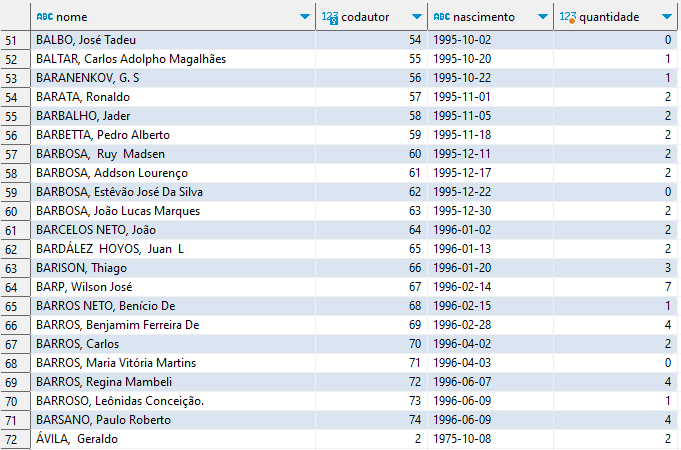 ABC nome 123 codautor ABC nascimento 123 quantidade
51 BALBO, José Tadeu 54 1995-10-02 0
52 BALTAR, Carlos Adolpho Magalhães 55 1995-10-20 1
53 BARANENKOV, G. S 56 1995-10-22 1
54 BARATA, Ronaldo 57 1995-11-01 2
55 BARBALHO, Jader 58 1995-11-05 2
56 BARBETTA, Pedro Alberto 59 1995-11-18 2
57 BARBOSA,  Ruy  Madsen 60 1995-12-11 2
58 BARBOSA, Addson Lourenço 61 1995-12-17 2
59 BARBOSA, Estêvão José Da Silva 62 1995-12-22 0
60 BARBOSA, João Lucas Marques 63 1995-12-30 2
61 BARCELOS NETO, João 64 1996-01-02 2
62 BARDÁLEZ  HOYOS,  Juan  L 65 1996-01-13 2
63 BARISON, Thiago 66 1996-01-20 3
64 BARP, Wilson José 67 1996-02-14 7
65 BARROS NETO, Benício De 68 1996-02-15 1
66 BARROS, Benjamim Ferreira De 69 1996-02-28 4
67 BARROS, Carlos 70 1996-04-02 2
68 BARROS, Maria Vitória Martins 71 1996-04-03 0
69 BARROS, Regina Mambeli 72 1996-06-07 4
70 BARROSO, Leônidas Conceição. 73 1996-06-09 1
71 BARSANO, Paulo Roberto 74 1996-06-09 4
72 ÁVILA,  Geraldo 2 1975-10-08 2